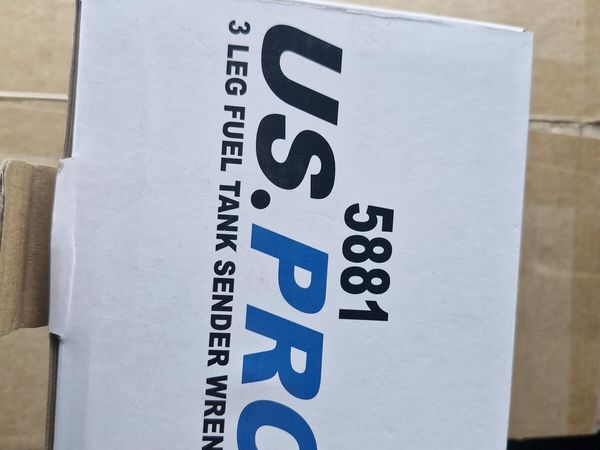 5881
US.PRO
3 LEG FUEL TANK SENDER WREN